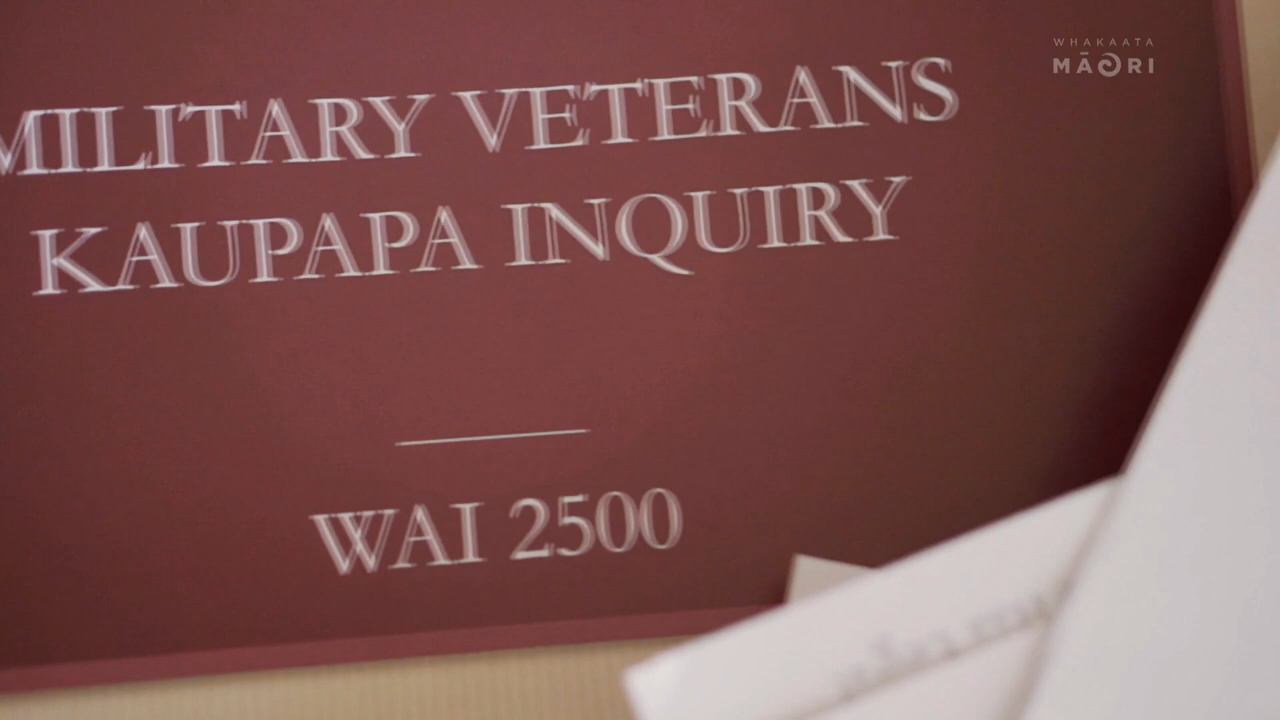 WHAKAATA
MĀORI
MILITARY VETERANS
KAUPAPA INQUIRY
WAI 2500